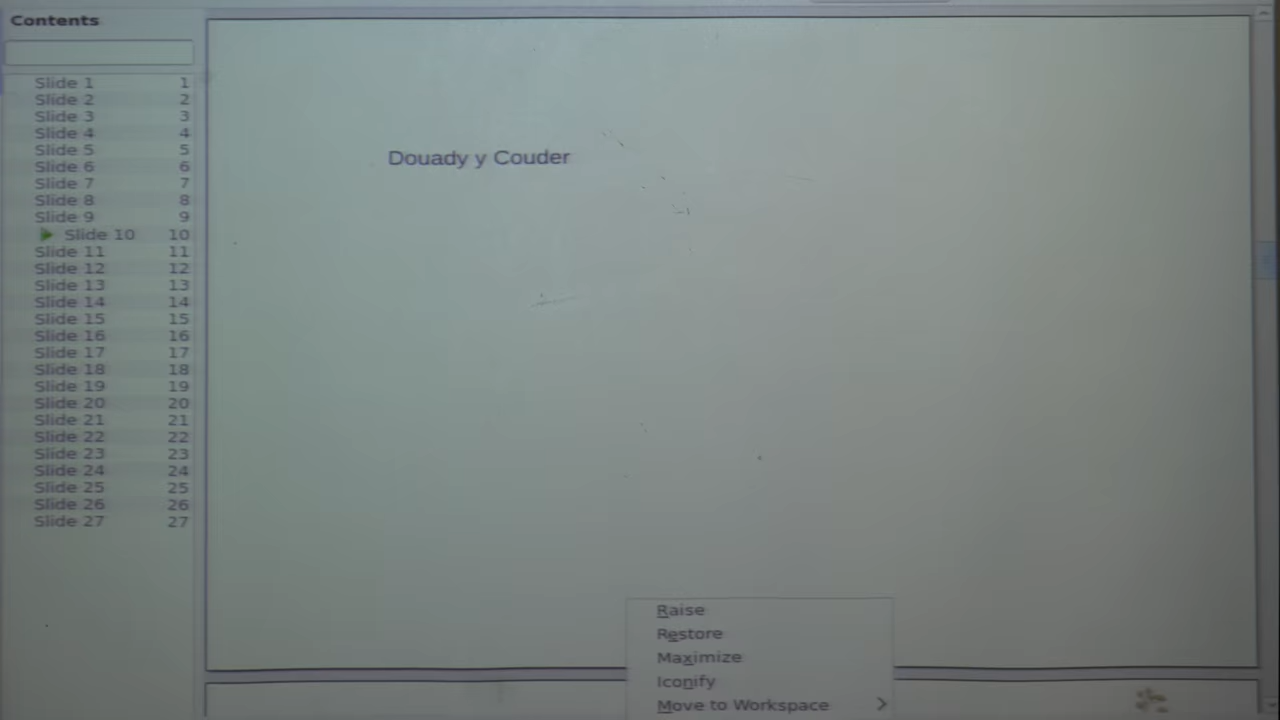 Contents
Slide 1 1
Slide 2 2
Slide 3 3
Slide 4 4
Slide 5 5
Slide 6 6
Slide 7 7
Slide 8 8
Slide 9 9
Slide 10 10
Slide 11 11
Slide 12 12
Slide 13 13
Slide 14 14
Slide 15 15
Slide 16 16
Slide 17 17
Slide 18 18
Slide 19 19
Slide 20 20
Slide 21 21
Slide 22 22
Slide 23 23
Slide 24 24
Slide 25 25
Slide 26 26
Slide 27 27
Douady y Couder
Raise
Restore
Maximize
Iconify
Move to Workspace